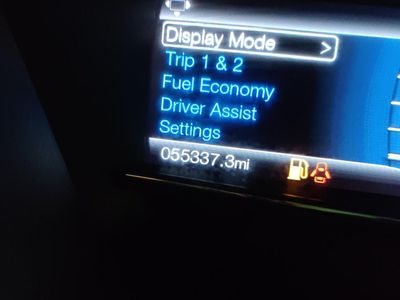 Display Mode >
Trip 1 & 2
Fuel Economy
Driver Assist
Settings
055337.3mi